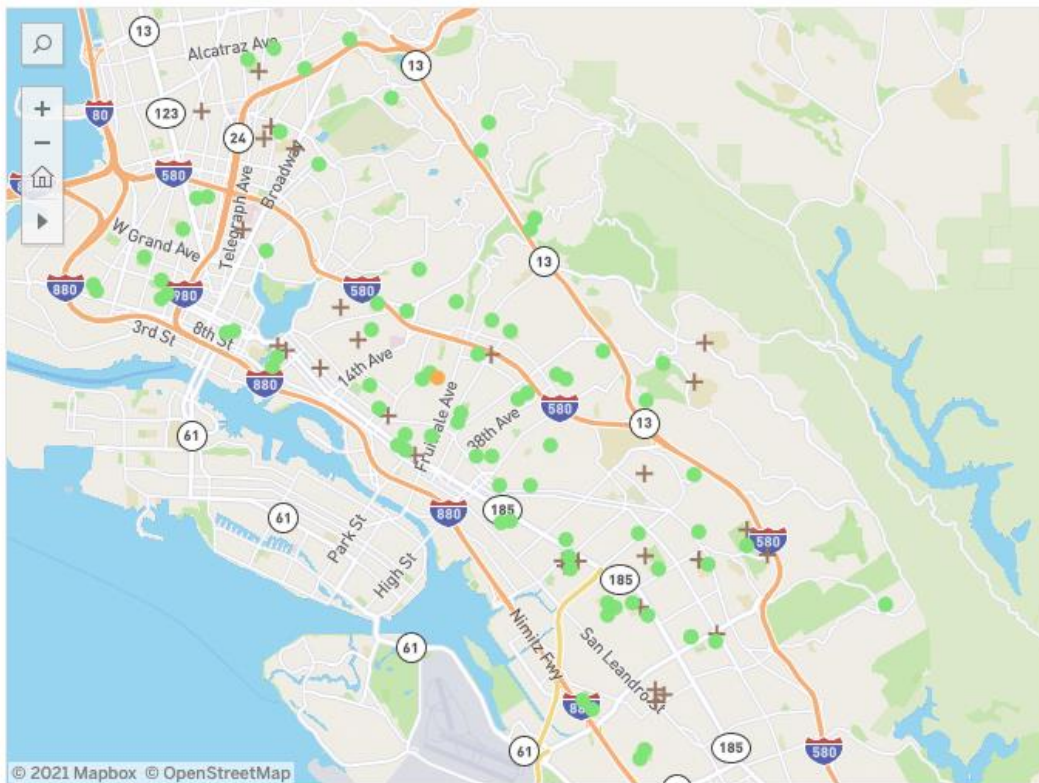 13
Alcatraz Ave
13
80
123
24
580
Telegraph Ave
Broadway
W Grand Ave
13
880
980
580
3rd St
8th St
14th Ave
880
Fruitvale Ave
38th Ave
580
13
61
185
880
61
Park St
High St
580
185
61
Nimitz Fwy
San Leandro St
880
61
185
580
© 2021 Mapbox © OpenStreetMap